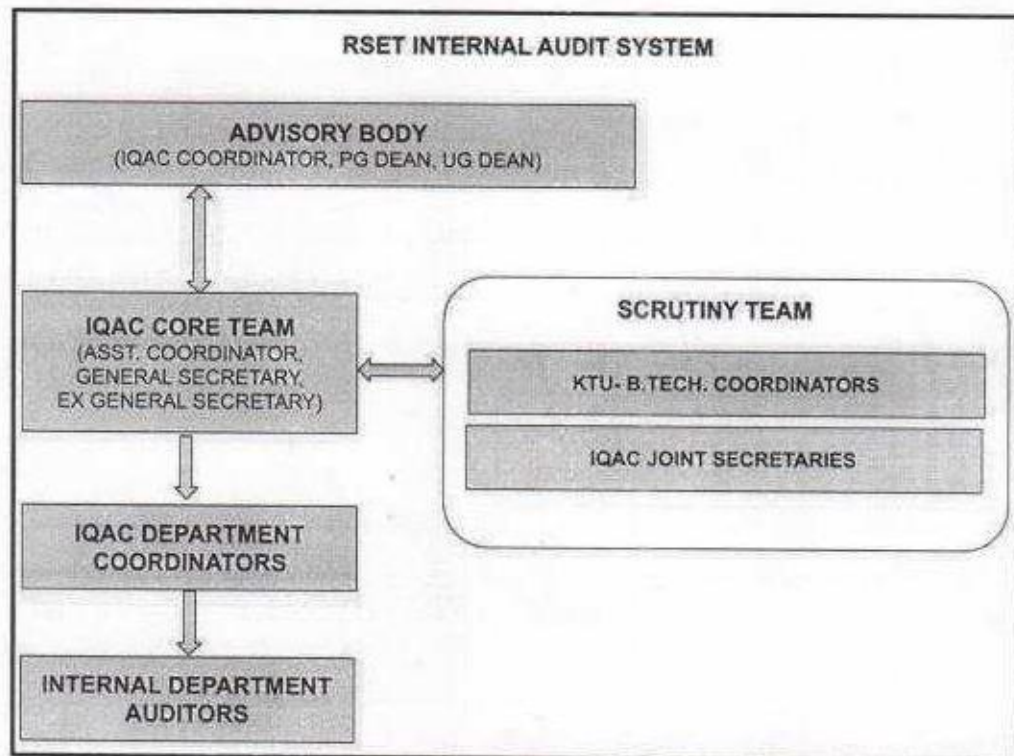 RSET INTERNAL AUDIT SYSTEM
ADVISORY BODY
(IQAC COORDINATOR, PG DEAN, UG DEAN)
IQAC CORE TEAM
(ASST. COORDINATOR,
GENERAL SECRETARY,
EX GENERAL SECRETARY)
SCRUTINY TEAM
KTU- B.TECH. COORDINATORS
IQAC JOINT SECRETARIES
IQAC DEPARTMENT
COORDINATORS
INTERNAL DEPARTMENT
AUDITORS